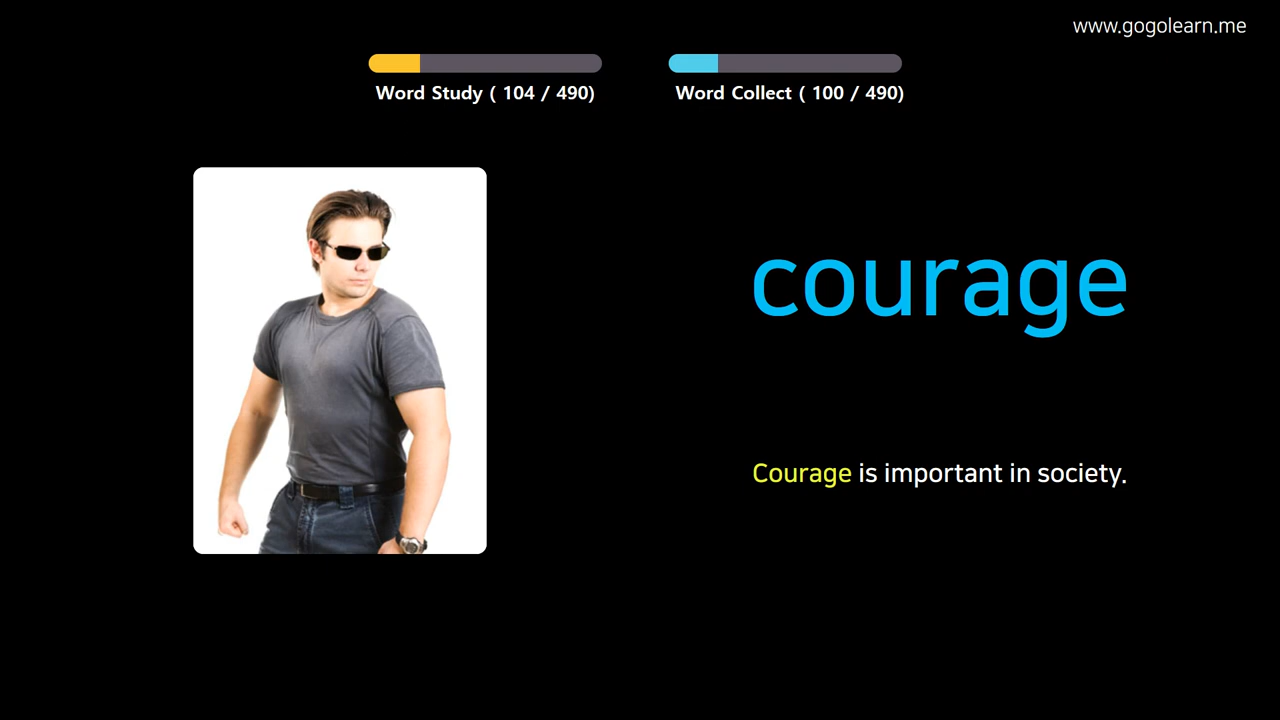 www.gogolearn.me
Word Study ( 104 / 490)
Word Collect ( 100 / 490)
courage
Courage is important in society.